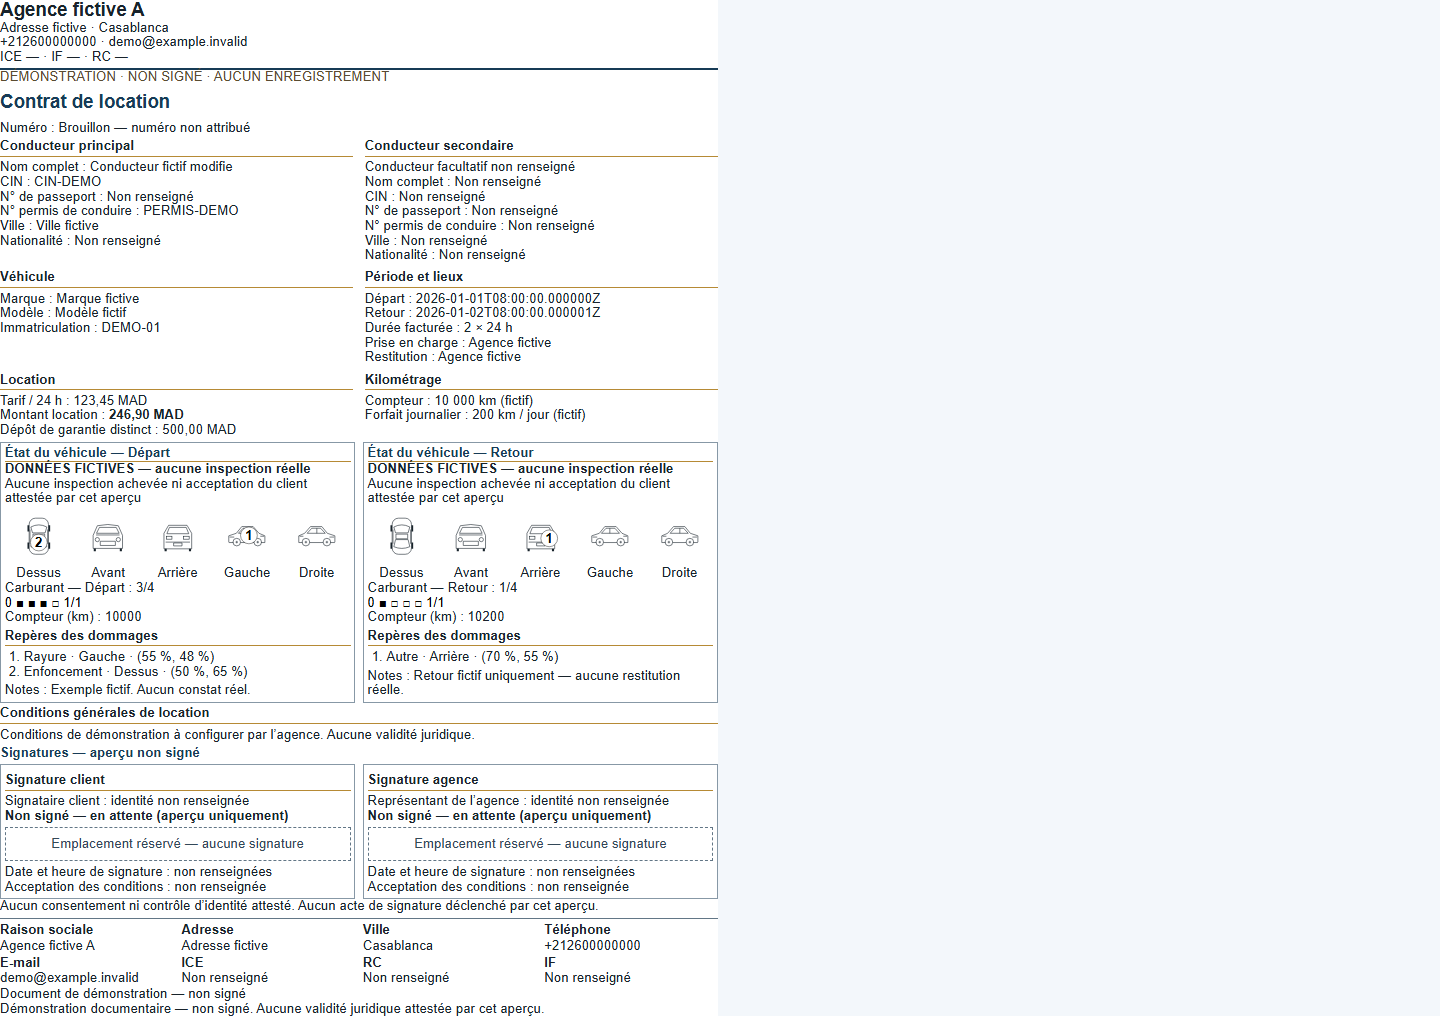 Agence fictive A
Adresse fictive · Casablanca
+212600000000 · demo@example.invalid
ICE — · IF — · RC —
DÉMONSTRATION · NON SIGNÉ · AUCUN ENREGISTREMENT
Contrat de location
Numéro : Brouillon — numéro non attribué
Conducteur principal
Nom complet : Conducteur fictif modifie
CIN : CIN-DEMO
N° de passeport : Non renseigné
N° permis de conduire : PERMIS-DEMO
Ville : Ville fictive
Nationalité : Non renseigné
Conducteur secondaire
Conducteur facultatif non renseigné
Nom complet : Non renseigné
CIN : Non renseigné
N° de passeport : Non renseigné
N° permis de conduire : Non renseigné
Ville : Non renseigné
Nationalité : Non renseigné
Véhicule
Marque : Marque fictive
Modèle : Modèle fictif
Immatriculation : DEMO-01
Période et lieux
Départ : 2026-01-01T08:00:00.000000Z
Retour : 2026-01-02T08:00:00.000001Z
Durée facturée : 2 × 24 h
Prise en charge : Agence fictive
Restitution : Agence fictive
Location
Tarif / 24 h : 123,45 MAD
Montant location : 246,90 MAD
Dépôt de garantie distinct : 500,00 MAD
Kilométrage
Compteur : 10 000 km (fictif)
Forfait journalier : 200 km / jour (fictif)
État du véhicule — Départ
DONNÉES FICTIVES — aucune inspection réelle
Aucune inspection achevée ni acceptation du client
attestée par cet aperçu
2 1
Dessus Avant Arrière Gauche Droite
Carburant — Départ : 3/4
0 ■ ■ ■ □ 1/1
Compteur (km) : 10000
Repères des dommages
1. Rayure · Gauche · (55 %, 48 %)
2. Enfoncement · Dessus · (50 %, 65 %)
Notes : Exemple fictif. Aucun constat réel.
État du véhicule — Retour
DONNÉES FICTIVES — aucune inspection réelle
Aucune inspection achevée ni acceptation du client
attestée par cet aperçu
1
Dessus Avant Arrière Gauche Droite
Carburant — Retour : 1/4
0 ■ □ □ □ 1/1
Compteur (km) : 10200
Repères des dommages
1. Autre · Arrière · (70 %, 55 %)
Notes : Retour fictif uniquement — aucune restitution
réelle.
Conditions générales de location
Conditions de démonstration à configurer par l’agence. Aucune validité juridique.
Signatures — aperçu non signé
Signature client
Signataire client : identité non renseignée
Non signé — en attente (aperçu uniquement)
Emplacement réservé — aucune signature
Date et heure de signature : non renseignées
Acceptation des conditions : non renseignée
Signature agence
Représentant de l’agence : identité non renseignée
Non signé — en attente (aperçu uniquement)
Emplacement réservé — aucune signature
Date et heure de signature : non renseignées
Acceptation des conditions : non renseignée
Aucun consentement ni contrôle d’identité attesté. Aucun acte de signature déclenché par cet aperçu.
Raison sociale Adresse Ville Téléphone
Agence fictive A Adresse fictive Casablanca +212600000000
E-mail ICE RC IF
demo@example.invalid Non renseigné Non renseigné Non renseigné
Document de démonstration — non signé
Démonstration documentaire — non signé. Aucune validité juridique attestée par cet aperçu.